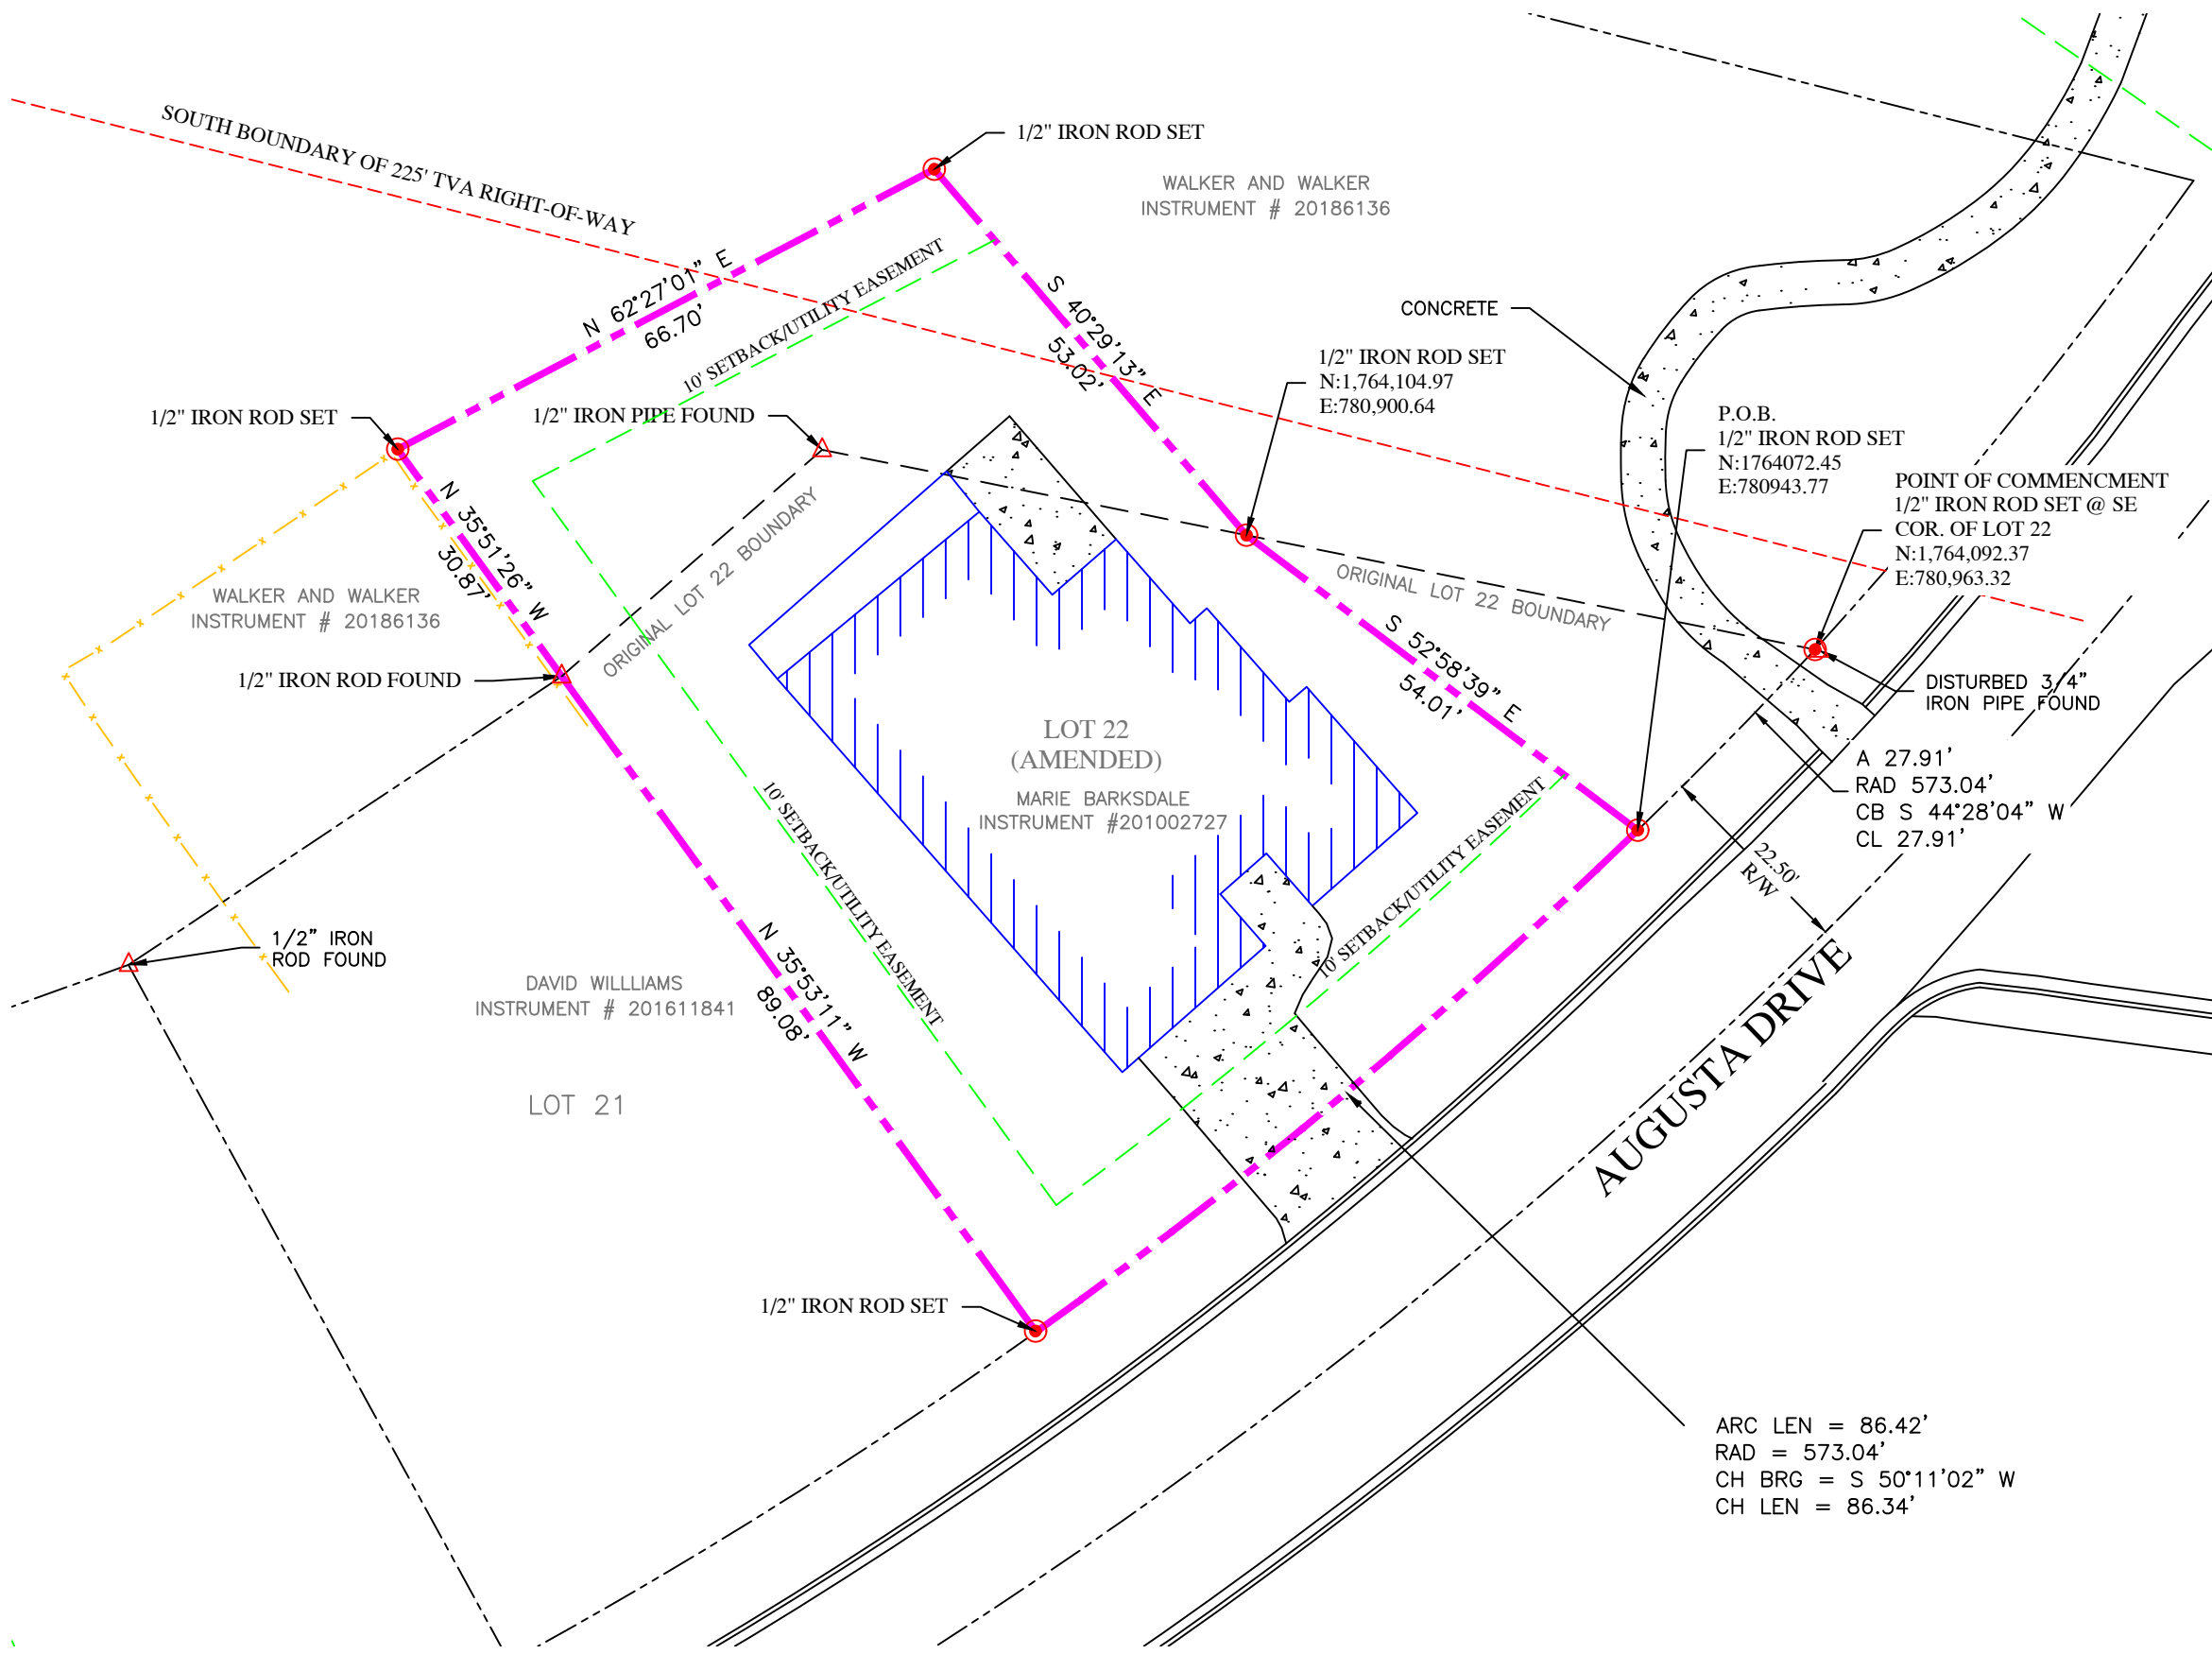 SOUTH BOUNDARY OF 225' TVA RIGHT-OF-WAY
1/2" IRON ROD SET
WALKER AND WALKER
INSTRUMENT # 20186136
N 62°27'01" E
66.70'
10' SETBACK/UTILITY EASEMENT
S 40°29'13" E
53.02'
CONCRETE
1/2" IRON ROD SET
N:1,764,104.97
E:780,900.64
P.O.B.
1/2" IRON ROD SET
N:1764072.45
E:780943.77
POINT OF COMMENCMENT
1/2" IRON ROD SET @ SE
COR. OF LOT 22
N:1,764,092.37
E:780,963.32
1/2" IRON ROD SET
1/2" IRON PIPE FOUND
N 35°51'26" W
30.87'
ORIGINAL LOT 22 BOUNDARY
ORIGINAL LOT 22 BOUNDARY
WALKER AND WALKER
INSTRUMENT # 20186136
S 52°58'39" E
54.01'
1/2" IRON ROD FOUND
DISTURBED 3/4"
IRON PIPE FOUND
LOT 22
(AMENDED)
MARIE BARKSDALE
INSTRUMENT #201002727
A 27.91'
RAD 573.04'
CB S 44°28'04" W
CL 27.91'
10' SETBACK/UTILITY EASEMENT
10' SETBACK/UTILITY EASEMENT
22.50'
R/W
1/2" IRON
ROD FOUND
N 35°53'11" W
89.08'
DAVID WILLLIAMS
INSTRUMENT # 201611841
LOT 21
AUGUSTA DRIVE
1/2" IRON ROD SET
ARC LEN = 86.42'
RAD = 573.04'
CH BRG = S 50°11'02" W
CH LEN = 86.34'